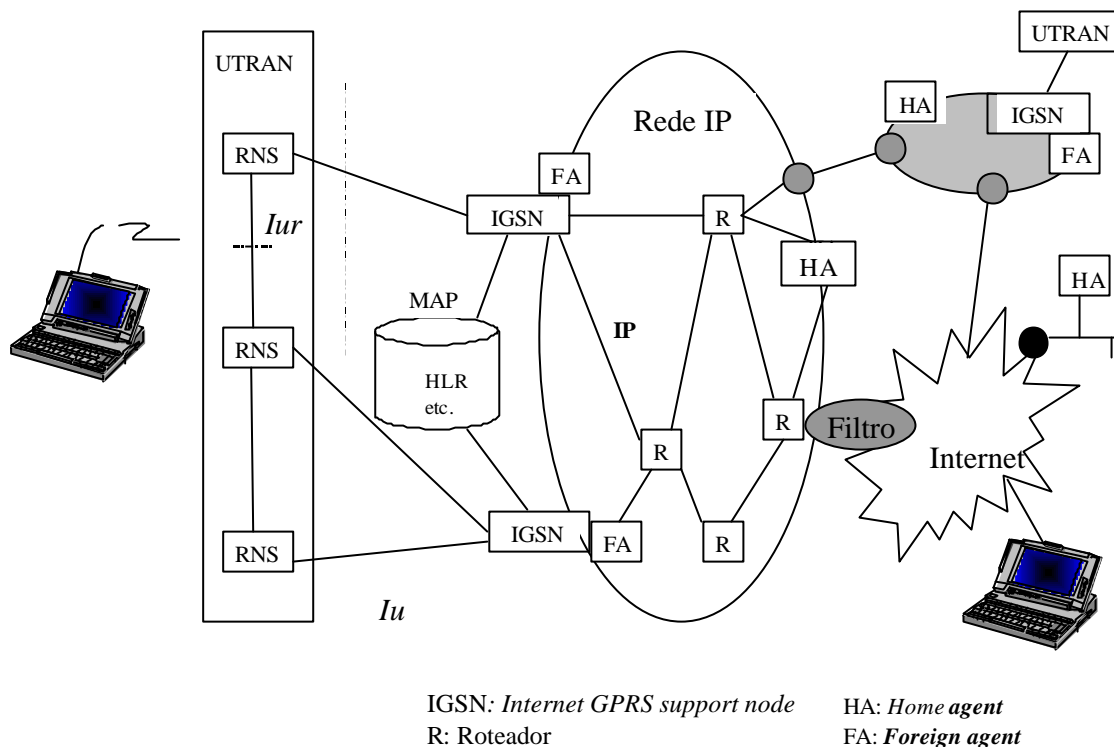 UTRAN
UTRAN
HA
IGSN
Rede IP
RNS
FA
FA
IGSN
R
Iur
HA
HA
MAP
RNS
IP
HLR
etc.
R
Filtro
R
Internet
IGSN
RNS
FA
R
Iu
IGSN: Internet GPRS support node
HA: Home agent
R: Roteador
FA: Foreign agent